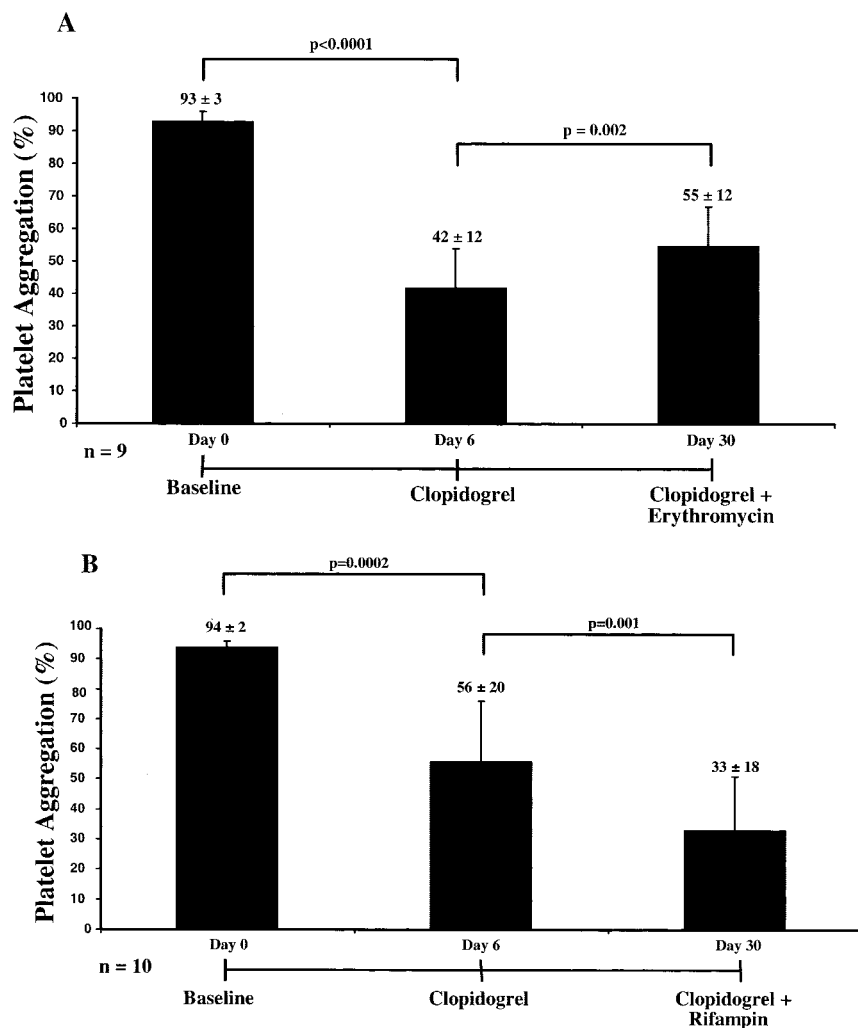 A
p<0.0001
93 ± 3
p = 0.002
55 ± 12
42 ± 12
Platelet Aggregation (%)
100
90
80
70
60
50
40
30
20
10
0
Day 0 Day 6 Day 30
n = 9
Baseline Clopidogrel Clopidogrel +
Erythromycin
B
p=0.0002
94 ± 2
p=0.001
56 ± 20
33 ± 18
Platelet Aggregation (%)
100
90
80
70
60
50
40
30
20
10
0
Day 0 Day 6 Day 30
n = 10
Baseline Clopidogrel Clopidogrel +
Rifampin